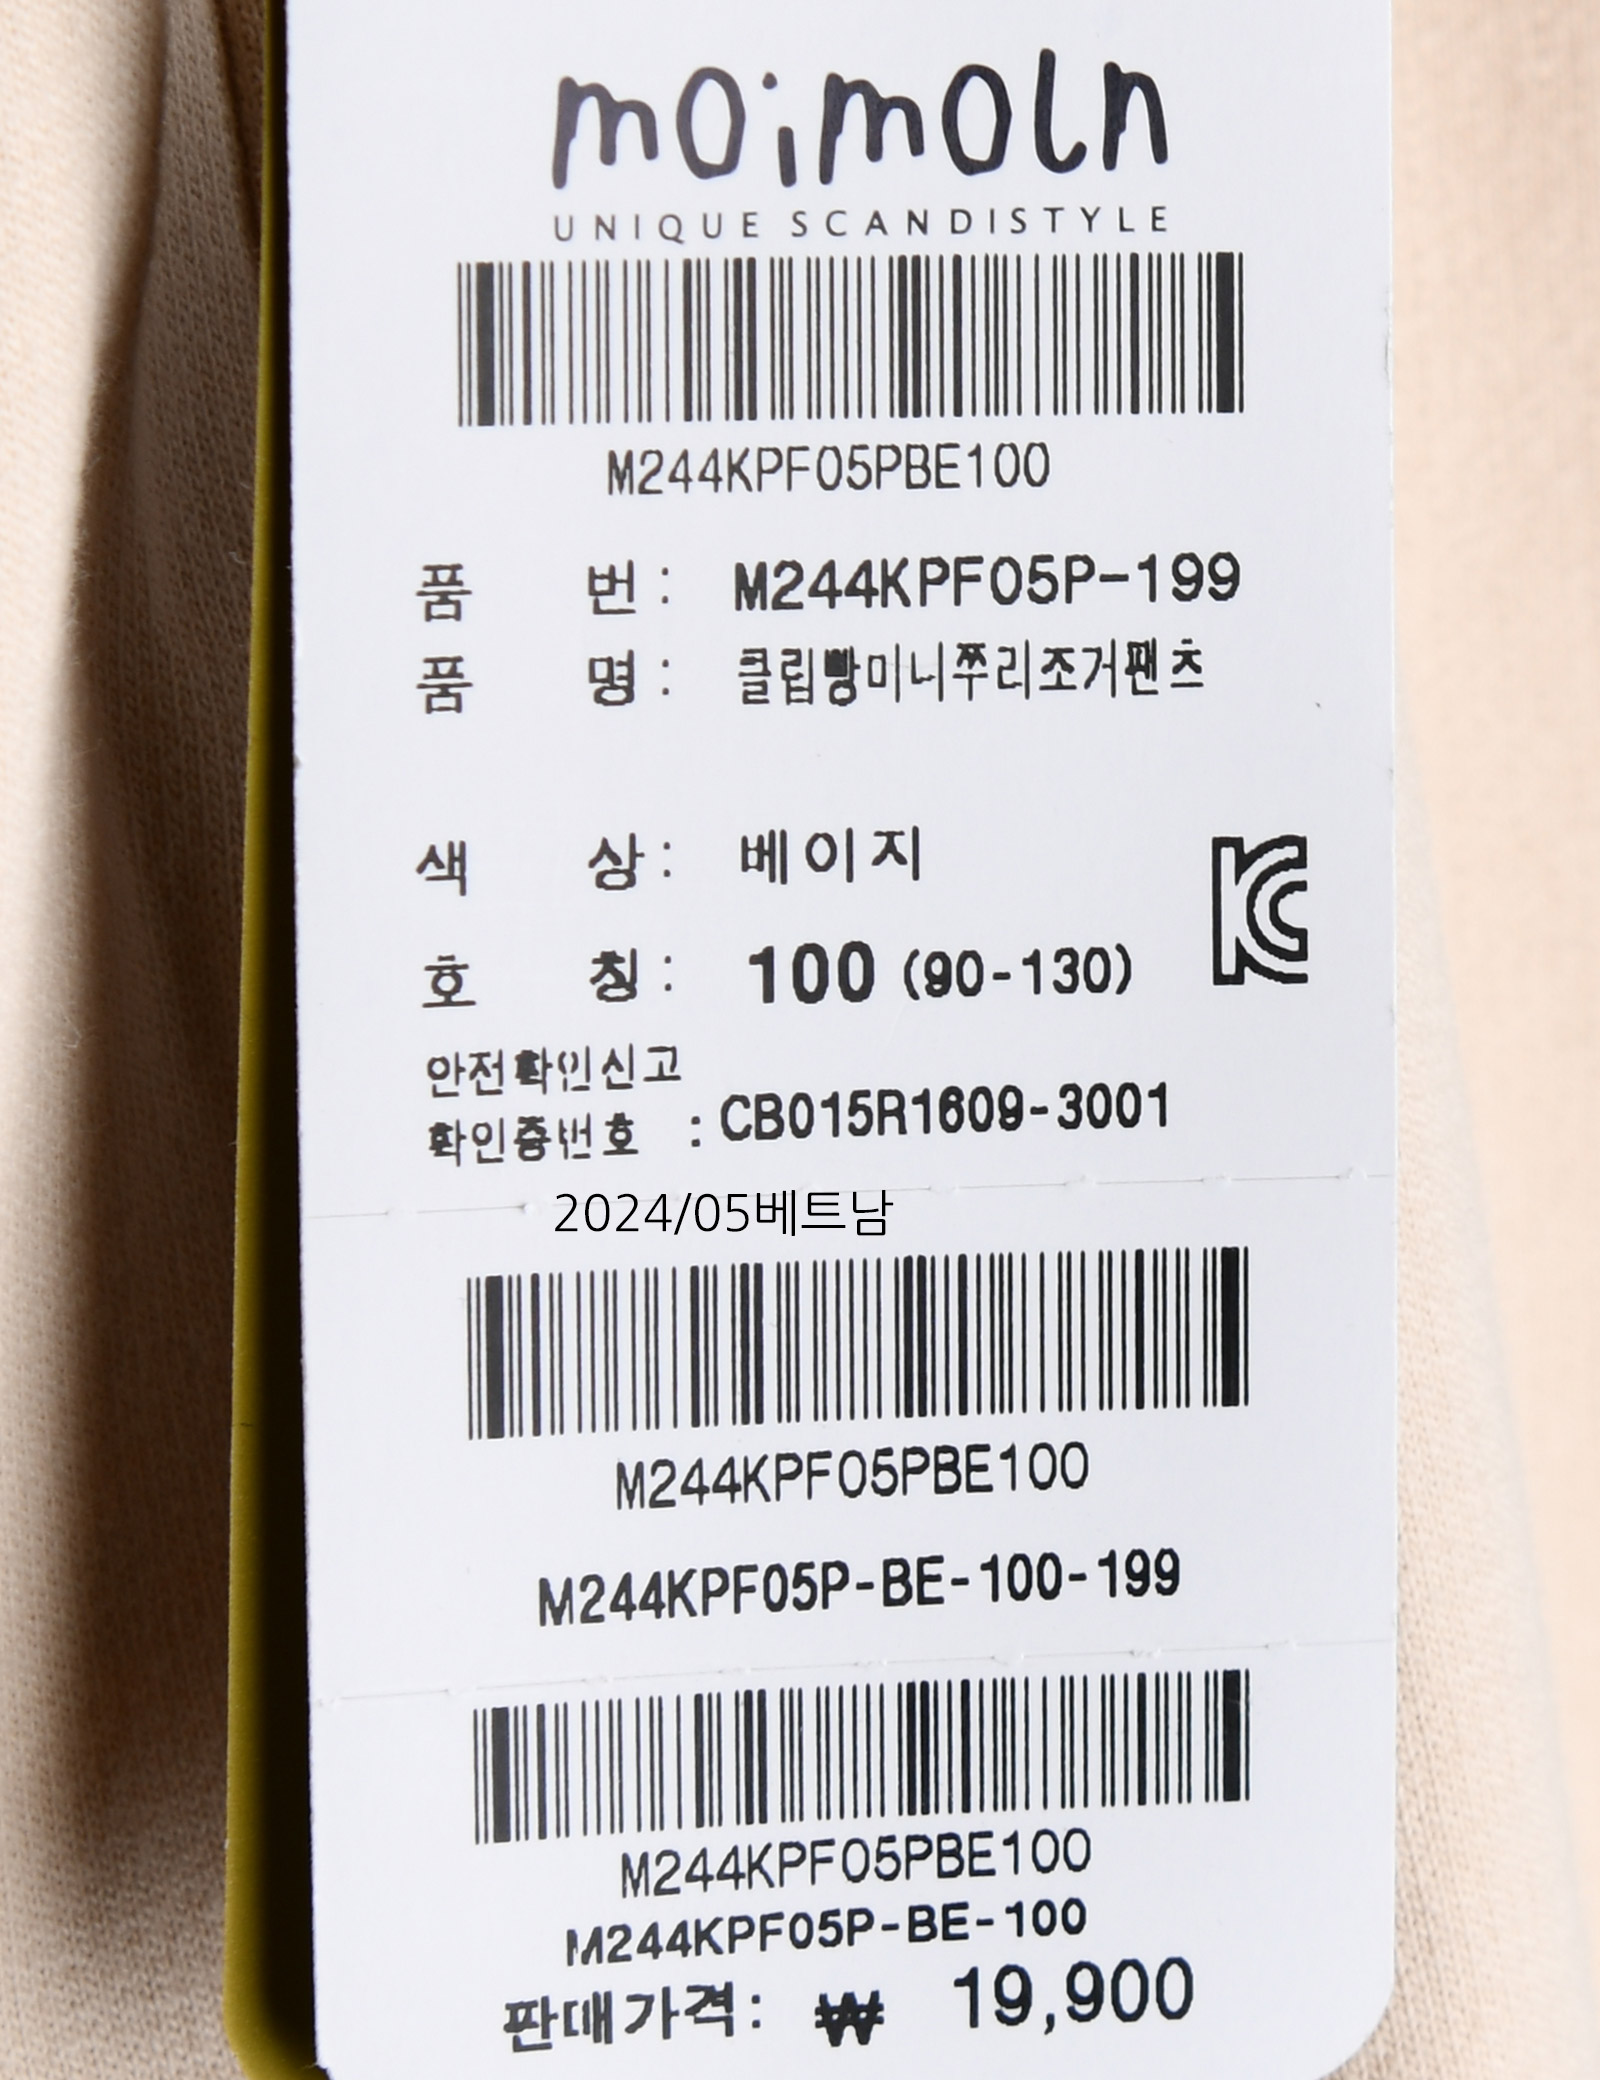 moimoln
UNIQUE SCANDISTYLE
M244KPF05PBE100
품 번 : M244KPF05P-199
품 명 : 클립빵미니쭈리조거팬츠
색 상 : 베이지
호 칭 : 100 (90-130)
안전확인신고
확인증번호 : CB015R1609-3001
2024/05베트남
M244KPF05PBE100
M244KPF05P-BE-100-199
M244KPF05PBE100
M244KPF05P-BE-100
판매가격: ₩ 19,900